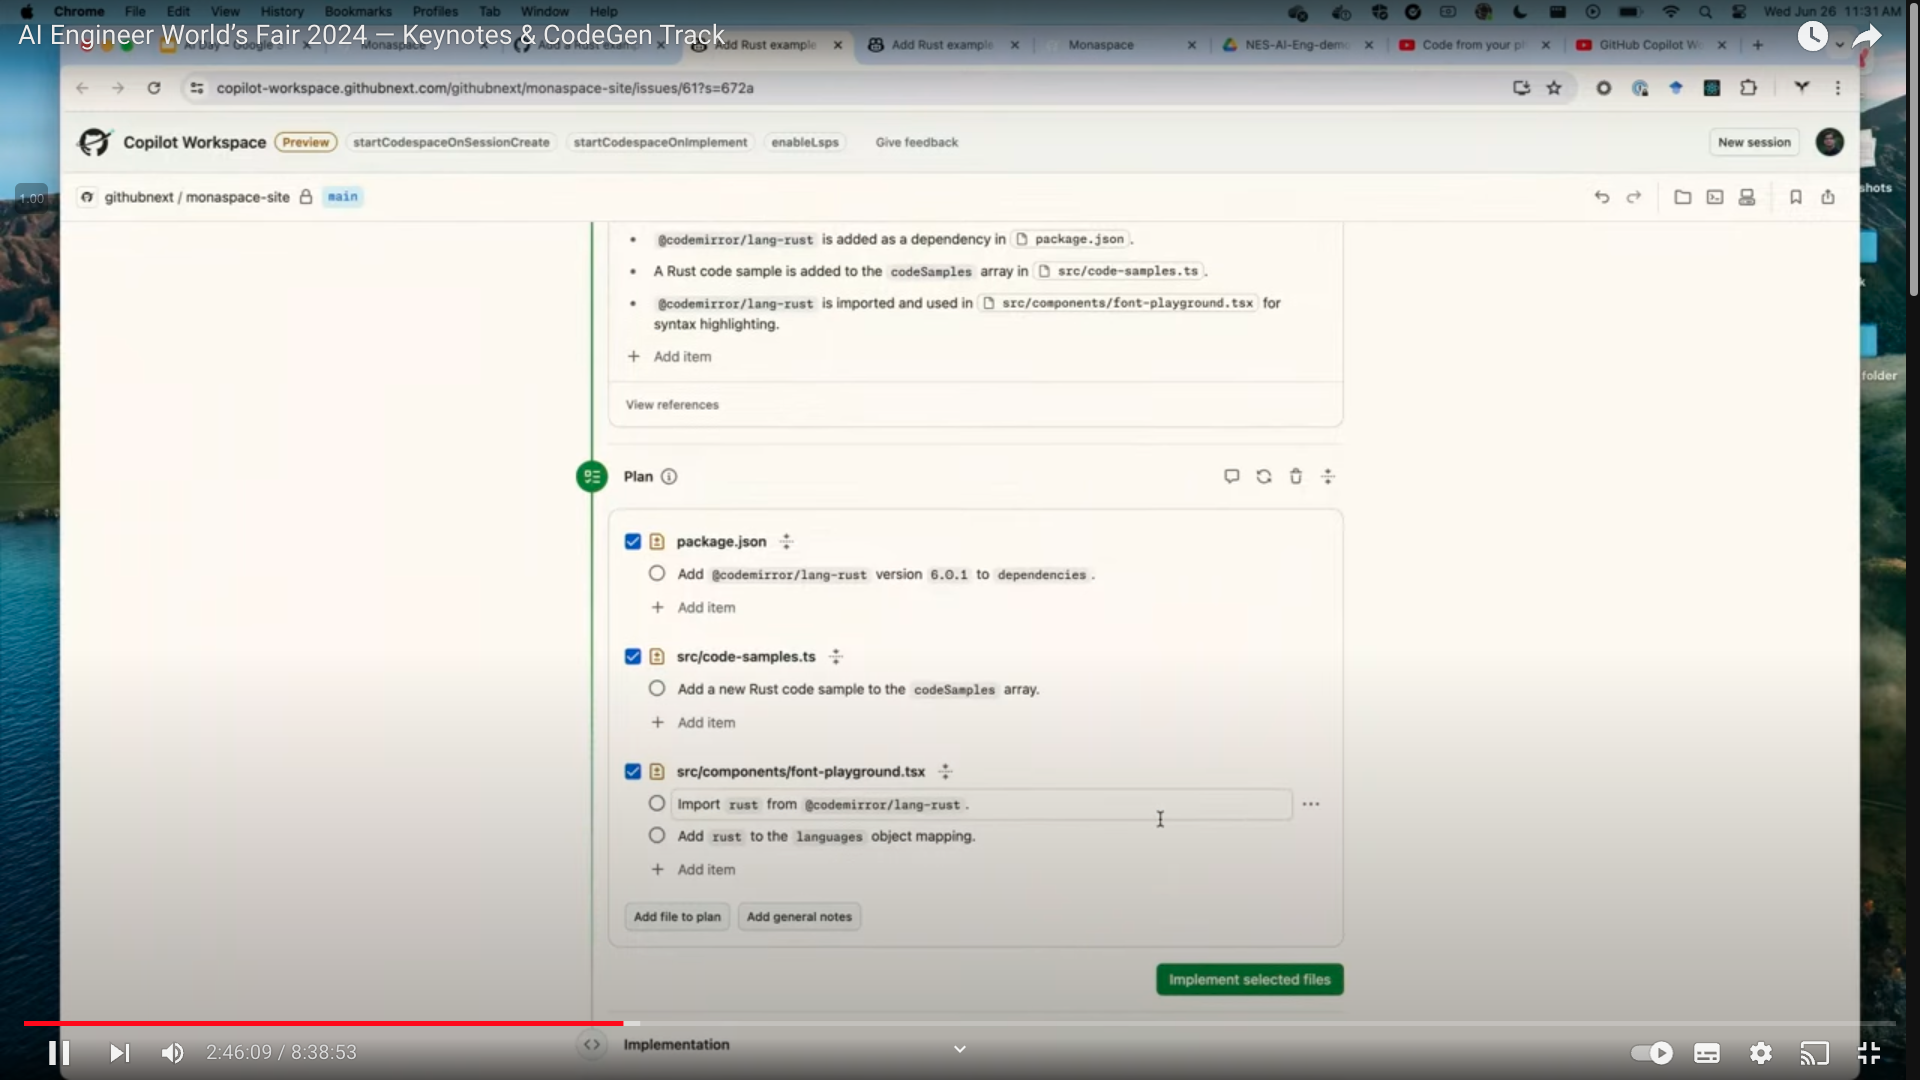 Chrome File Edit View History Bookmarks Profiles Tab Window Help Wed Jun 26 11:31 AM
AI Engineer World's Fair 2024 — Keynotes & CodeGen Track
Add Rust example Add Rust example Monaspace NES-AI-Eng-demo Code from your GitHub Copilot
copilot-workspace.githubnext.com/githubnext/monaspace-site/issues/61?s=672a
Copilot Workspace Preview startCodespaceOnSessionCreate startCodespaceOnImplement enableLsps Give feedback New session
1.00
githubnext / monaspace-site main
shots
@codemirror/lang-rust is added as a dependency in package.json .
A Rust code sample is added to the codeSamples array in src/code-samples.ts .
@codemirror/lang-rust is imported and used in src/components/font-playground.tsx for
syntax highlighting.
+ Add item
folder
View references
Plan
package.json
Add @codemirror/lang-rust version 6.0.1 to dependencies .
+ Add item
src/code-samples.ts
Add a new Rust code sample to the codeSamples array.
+ Add item
src/components/font-playground.tsx
Import rust from @codemirror/lang-rust .
Add rust to the languages object mapping.
+ Add item
Add file to plan Add general notes
Implement selected files
Implementation
2:46:09 / 8:38:53